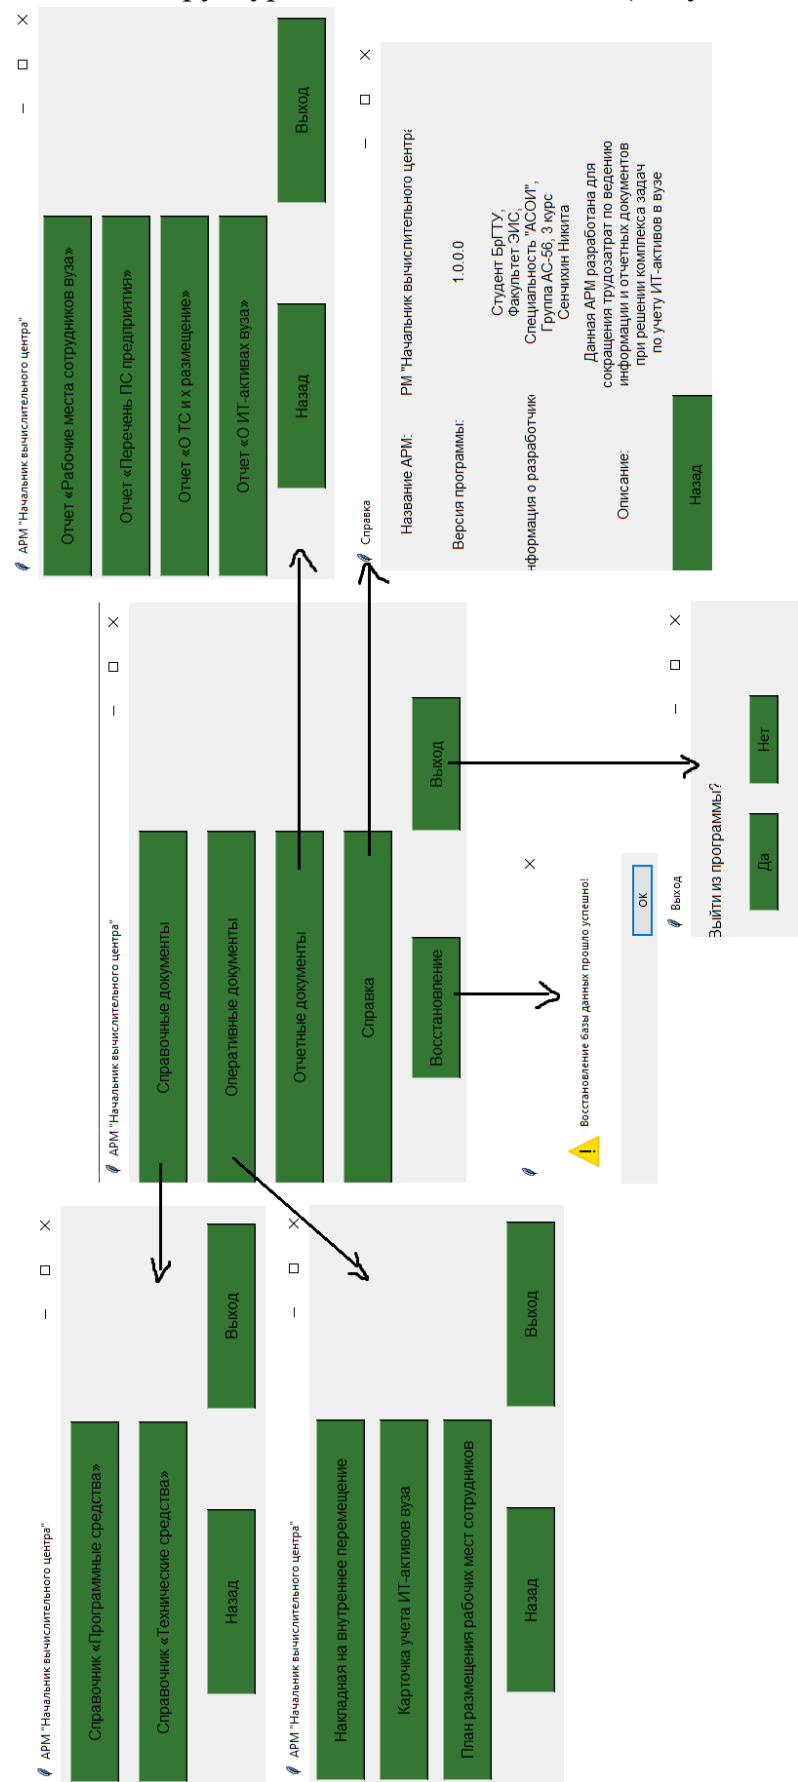 АРМ "Начальник вычислительного центра"
Справочник «Программные средства»
Справочник «Технические средства»
Назад
Выход
АРМ "Начальник вычислительного центра"
Накладная на внутреннее перемещение
Карточка учета ИТ-активов вуза
План размещения рабочих мест сотрудников
Назад
Выход
АРМ "Начальник вычислительного центра"
Справочные документы
Оперативные документы
Отчетные документы
Справка
Восстановление
Выход
Восстановление базы данных прошло успешно!
ОК
Выход
Выйти из программы?
Да
Нет
АРМ "Начальник вычислительного центра"
Отчет «Рабочие места сотрудников вуза»
Отчет «Перечень ПС предприятия»
Отчет «О ТС и х размещение»
Отчет «О ИТ-активах вуза»
Назад
Выход
Справка
Название АРМ:
РМ "Начальник вычислительного центра
Версия программы:
1.0.0.0
нформация о разработчик
Студент БрГТУ,
Факультет ЭИС,
Специальность "АСОИ",
Группа АС-56, 3 курс
Сенчихин Никита
Описание:
Данная АРМ разработана для
сокращения трудозатрат по ведению
информации и отчетных документов
при решении комплекса задач
по учету ИТ-активов в вузе
Назад